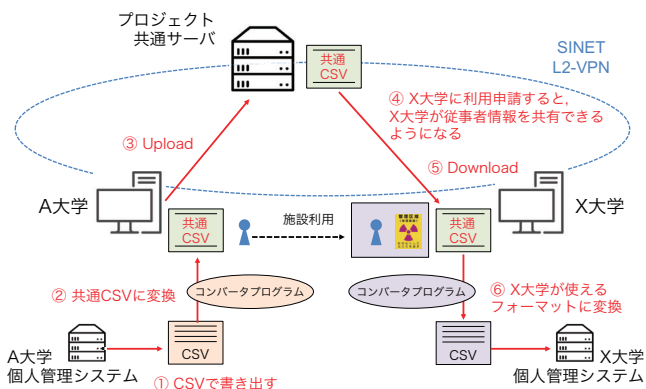 プロジェクト
共通サーバ
共通
CSV
SINET
L2-VPN
④ X大学に利用申請すると，
X大学が従事者情報を共有できる
ようになる
③ Upload
⑤ Download
A大学
X大学
共通
CSV
施設利用
管理区域
共通
CSV
② 共通CSVに変換
コンバータプログラム
コンバータプログラム
⑥ X大学が使える
フォーマットに変換
A大学
個人管理システム
CSV
CSV
X大学
個人管理システム
① CSVで書き出す